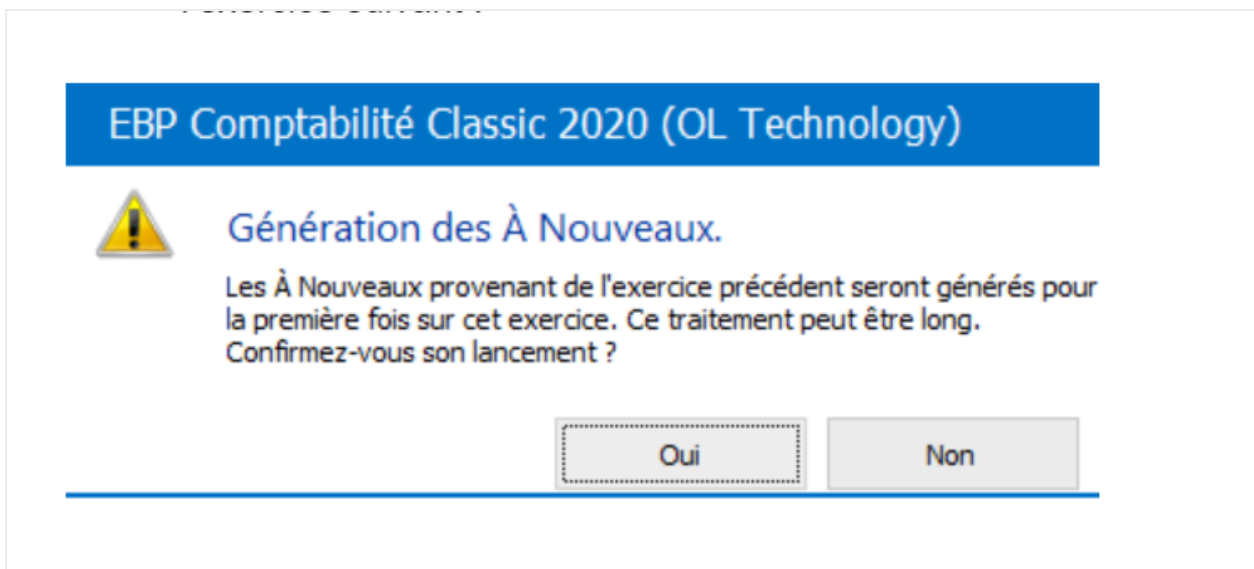 EBP Comptabilité Classic 2020 (OL Technology)
Génération des À Nouveaux.
Les À Nouveaux provenant de l'exercice précédent seront générés pour
la première fois sur cet exercice. Ce traitement peut être long.
Confirmez-vous son lancement ?
Oui
Non